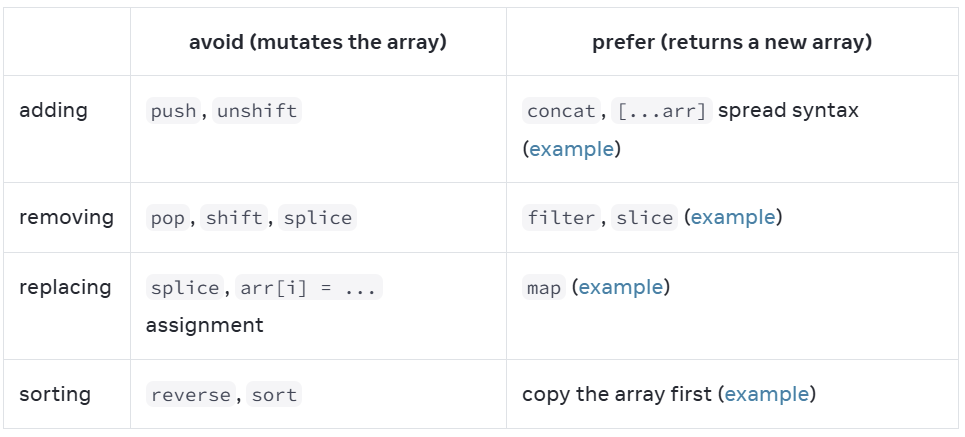 avoid (mutates the array) prefer (returns a new array)
adding push, unshift concat, [...arr] spread syntax
(example)
removing pop, shift, splice filter, slice (example)
replacing splice, arr[i] = ... map (example)
assignment
sorting reverse, sort copy the array first (example)